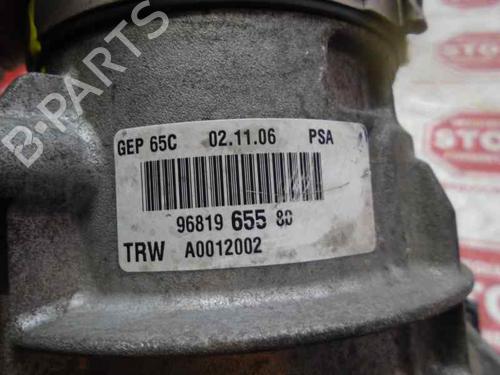 B-PARTS
GEP 65C 02.11.06 PSA
96819 655 80
TRW A0012002
STO